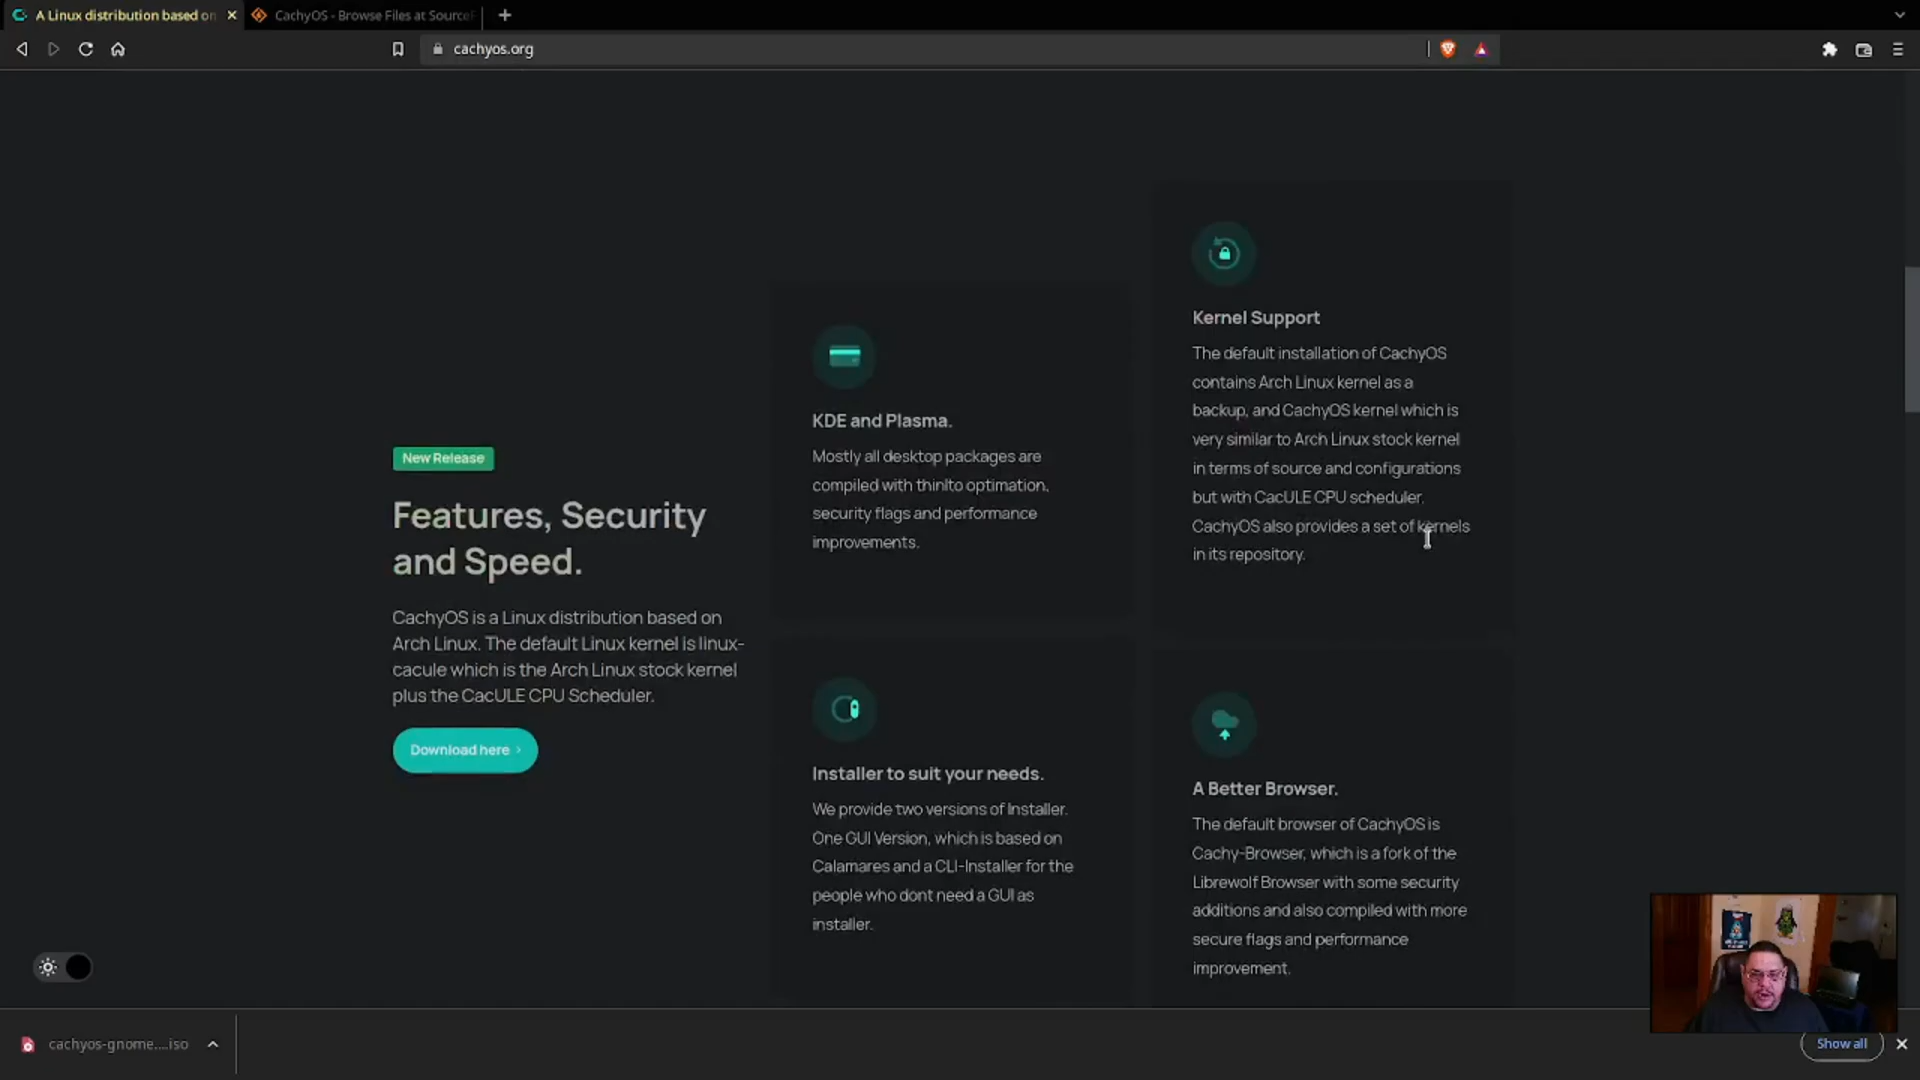 A Linux distribution based on
CachyOS - Browse Files at Source
cachyos.org
New Release
Features, Security
and Speed.
CachyOS is a Linux distribution based on
Arch Linux. The default Linux kernel is linux-
cacule which is the Arch Linux stock kernel
plus the CacULE CPU Scheduler.
Download here >
KDE and Plasma.
Mostly all desktop packages are
compiled with thinlto optimation,
security flags and performance
improvements.
Kernel Support
The default installation of CachyOS
contains Arch Linux kernel as a
backup, and CachyOS kernel which is
very similar to Arch Linux stock kernel
in terms of source and configurations
but with CacULE CPU scheduler.
CachyOS also provides a set of kernels
in its repository.
Installer to suit your needs.
We provide two versions of Installer.
One GUI Version, which is based on
Calamares and a CLI-Installer for the
people who dont need a GUI as
installer.
A Better Browser.
The default browser of CachyOS is
Cachy-Browser, which is a fork of the
Librewolf Browser with some security
additions and also compiled with more
secure flags and performance
improvement.
cachyos-gnome....iso
Show all